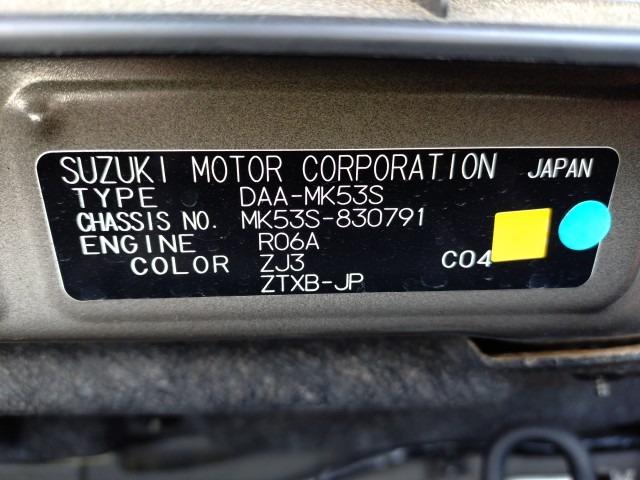 SUZUKI MOTOR CORPORATION JAPAN
TYPE DAA-MK53S
CHASSIS NO. MK53S-830791
ENGINE R06A
COLOR ZJ3 C04
ZTXB-JP